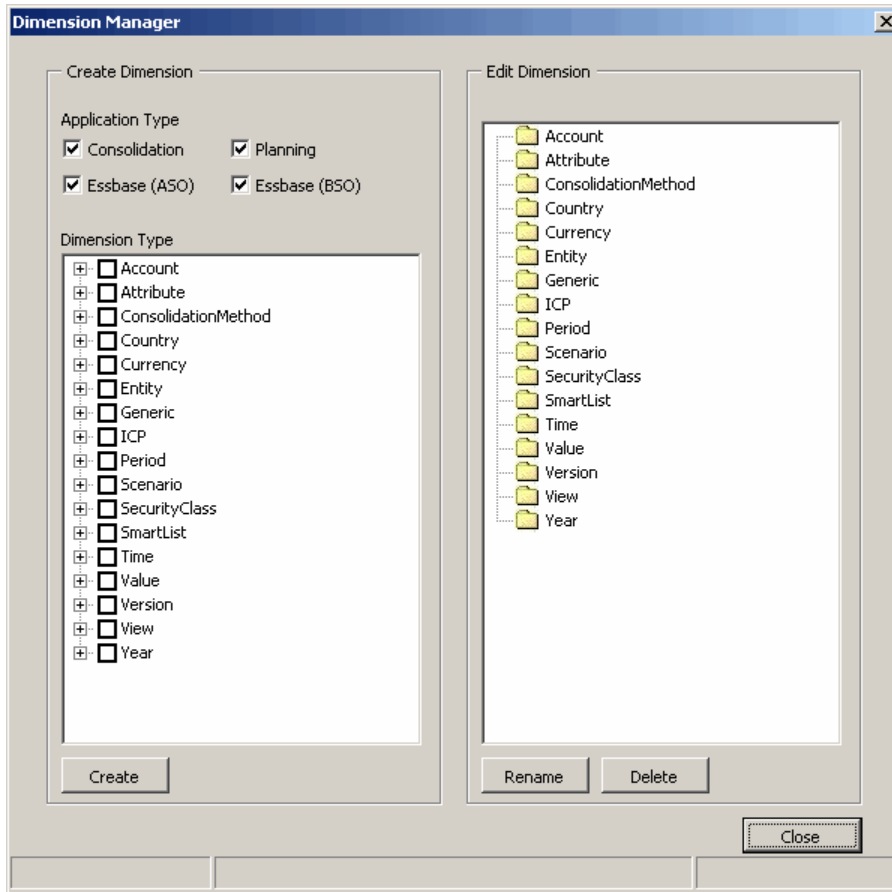 Dimension Manager
Create Dimension
Application Type
Consolidation
Planning
Essbase (ASO)
Essbase (BSO)
Dimension Type
Account
Attribute
ConsolidationMethod
Country
Currency
Entity
Generic
ICP
Period
Scenario
SecurityClass
SmartList
Time
Value
Version
View
Year
Create
Edit Dimension
Account
Attribute
ConsolidationMethod
Country
Currency
Entity
Generic
ICP
Period
Scenario
SecurityClass
SmartList
Time
Value
Version
View
Year
Rename
Delete
Close